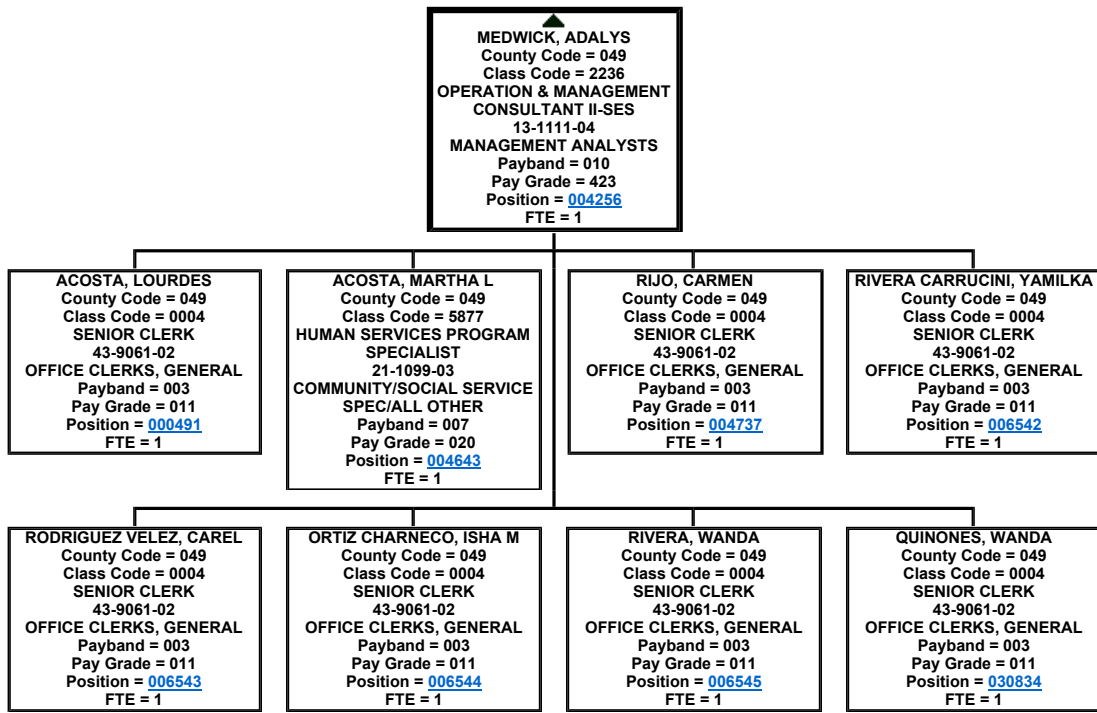 MEDWICK, ADALYS
County Code = 049
Class Code = 2236
OPERATION & MANAGEMENT
CONSULTANT II-SES
13-1111-04
MANAGEMENT ANALYSTS
Payband = 010
Pay Grade = 423
Position = 004256
FTE = 1
ACOSTA, LOURDES
County Code = 049
Class Code = 0004
SENIOR CLERK
43-9061-02
OFFICE CLERKS, GENERAL
Payband = 003
Pay Grade = 011
Position = 000491
FTE = 1
ACOSTA, MARTHA L
County Code = 049
Class Code = 5877
HUMAN SERVICES PROGRAM
SPECIALIST
21-1099-03
COMMUNITY/SOCIAL SERVICE
SPEC/ALL OTHER
Payband = 007
Pay Grade = 020
Position = 004643
FTE = 1
RIJO, CARMEN
County Code = 049
Class Code = 0004
SENIOR CLERK
43-9061-02
OFFICE CLERKS, GENERAL
Payband = 003
Pay Grade = 011
Position = 004737
FTE = 1
RIVERA CARRUCINI, YAMILKA
County Code = 049
Class Code = 0004
SENIOR CLERK
43-9061-02
OFFICE CLERKS, GENERAL
Payband = 003
Pay Grade = 011
Position = 006542
FTE = 1
RODRIGUEZ VELEZ, CAREL
County Code = 049
Class Code = 0004
SENIOR CLERK
43-9061-02
OFFICE CLERKS, GENERAL
Payband = 003
Pay Grade = 011
Position = 006543
FTE = 1
ORTIZ CHARNECO, ISHA M
County Code = 049
Class Code = 0004
SENIOR CLERK
43-9061-02
OFFICE CLERKS, GENERAL
Payband = 003
Pay Grade = 011
Position = 006544
FTE = 1
RIVERA, WANDA
County Code = 049
Class Code = 0004
SENIOR CLERK
43-9061-02
OFFICE CLERKS, GENERAL
Payband = 003
Pay Grade = 011
Position = 006545
FTE = 1
QUINONES, WANDA
County Code = 049
Class Code = 0004
SENIOR CLERK
43-9061-02
OFFICE CLERKS, GENERAL
Payband = 003
Pay Grade = 011
Position = 030834
FTE = 1